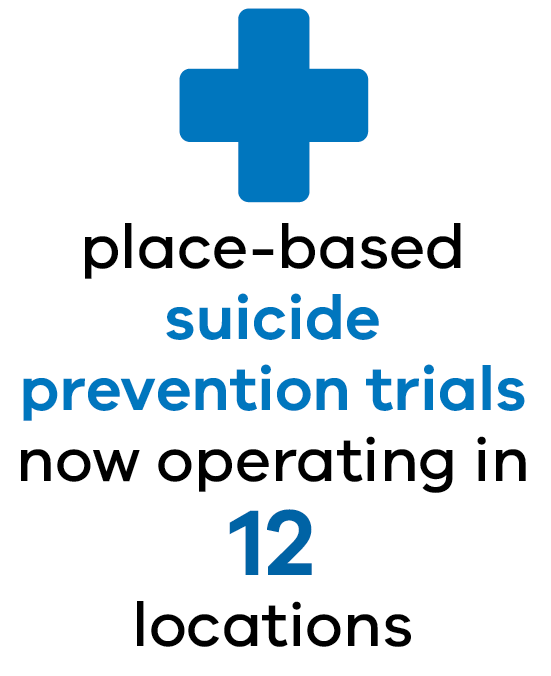 place-based
suicide
prevention trials
now operating in
12
locations